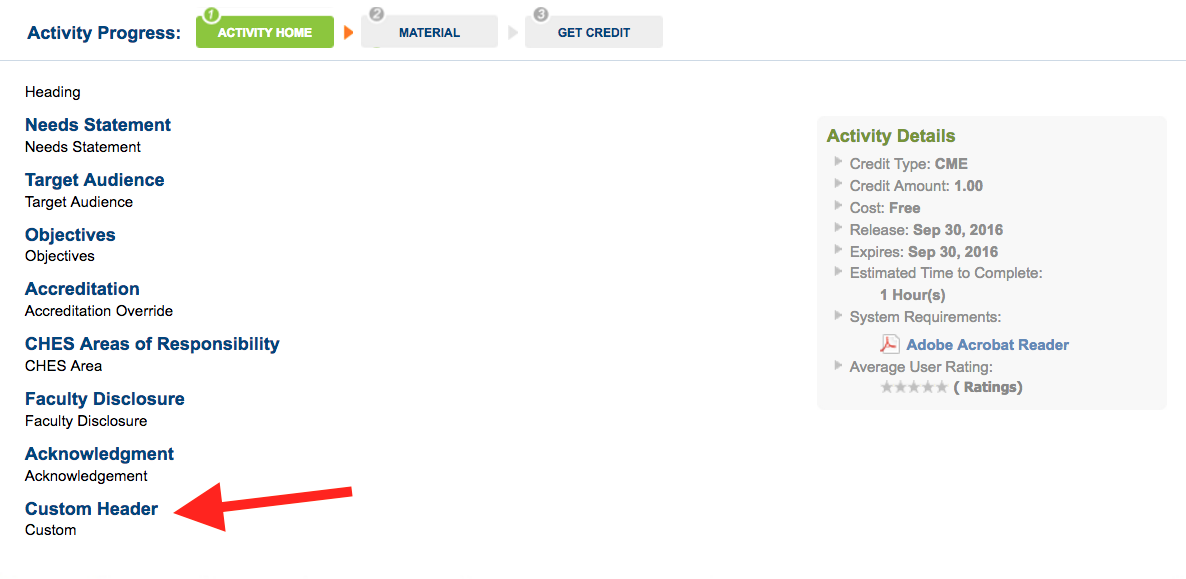 Activity Progress:
1
ACTIVITY HOME
2
MATERIAL
3
GET CREDIT
Heading
Needs Statement
Needs Statement
Target Audience
Target Audience
Objectives
Objectives
Accreditation
Accreditation Override
CHES Areas of Responsibility
CHES Area
Faculty Disclosure
Faculty Disclosure
Acknowledgment
Acknowledgement
Custom Header
Custom
Activity Details
Credit Type: CME
Credit Amount: 1.00
Cost: Free
Release: Sep 30, 2016
Expires: Sep 30, 2016
Estimated Time to Complete:
1 Hour(s)
System Requirements:
Adobe Acrobat Reader
Average User Rating:
( Ratings)